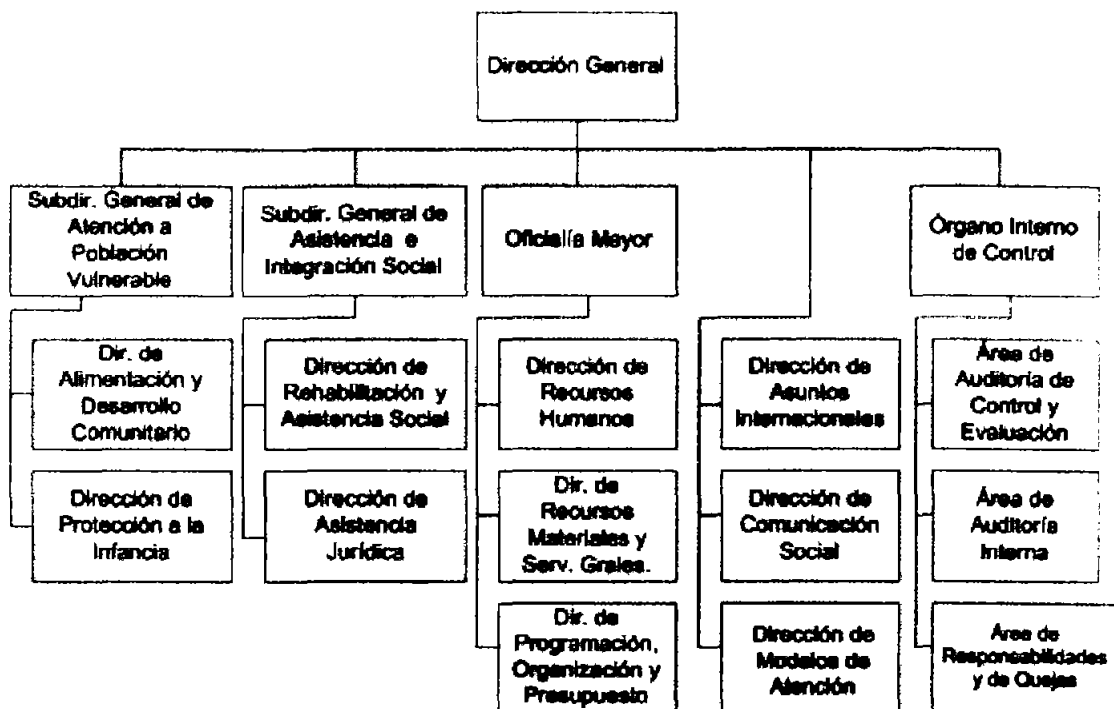 Dirección General
Subdir. General de
Atención a
Población
Vulnerable
Subdir. General de
Asistencia e
Integración Social
Oficialía Mayor
Órgano Interno
de Control
Dir. de
Alimentación y
Desarrollo
Comunitario
Dirección de
Rehabilitación y
Asistencia Social
Dirección de
Recursos
Humanos
Dirección de
Asuntos
Internacionales
Área de
Auditoría de
Control y
Evaluación
Dirección de
Protección a la
Infancia
Dirección de
Asistencia
Jurídica
Dir. de
Recursos
Materiales y
Serv. Grales.
Dirección de
Comunicación
Social
Área de
Auditoría
Interna
Dir. de
Programación,
Organización y
Presupuesto
Dirección de
Modelos de
Atención
Área de
Responsabilidades
y de Quejas